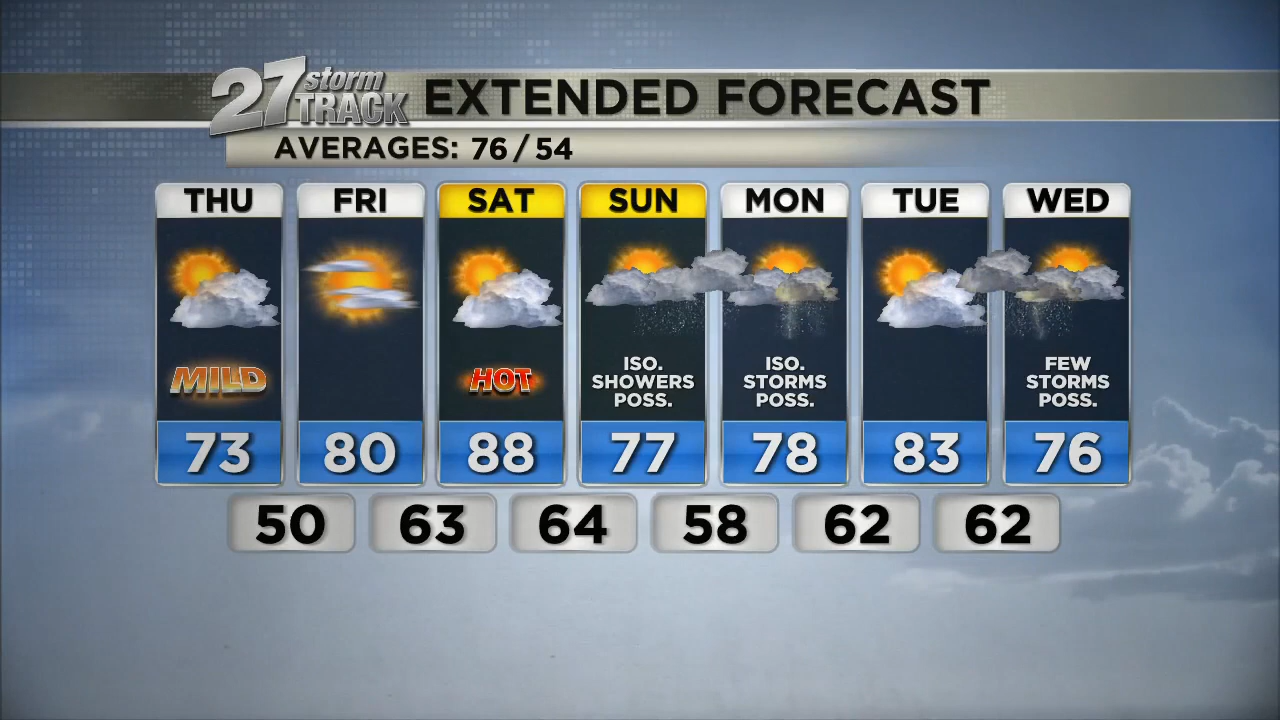 27 storm TRACK EXTENDED FORECAST
AVERAGES: 76 / 54
THU FRI SAT SUN MON TUE WED
MILD
HOT
ISO.
SHOWERS
POSS.
ISO.
STORMS
POSS.
FEW
STORMS
POSS.
73 80 88 77 78 83 76
50 63 64 58 62 62